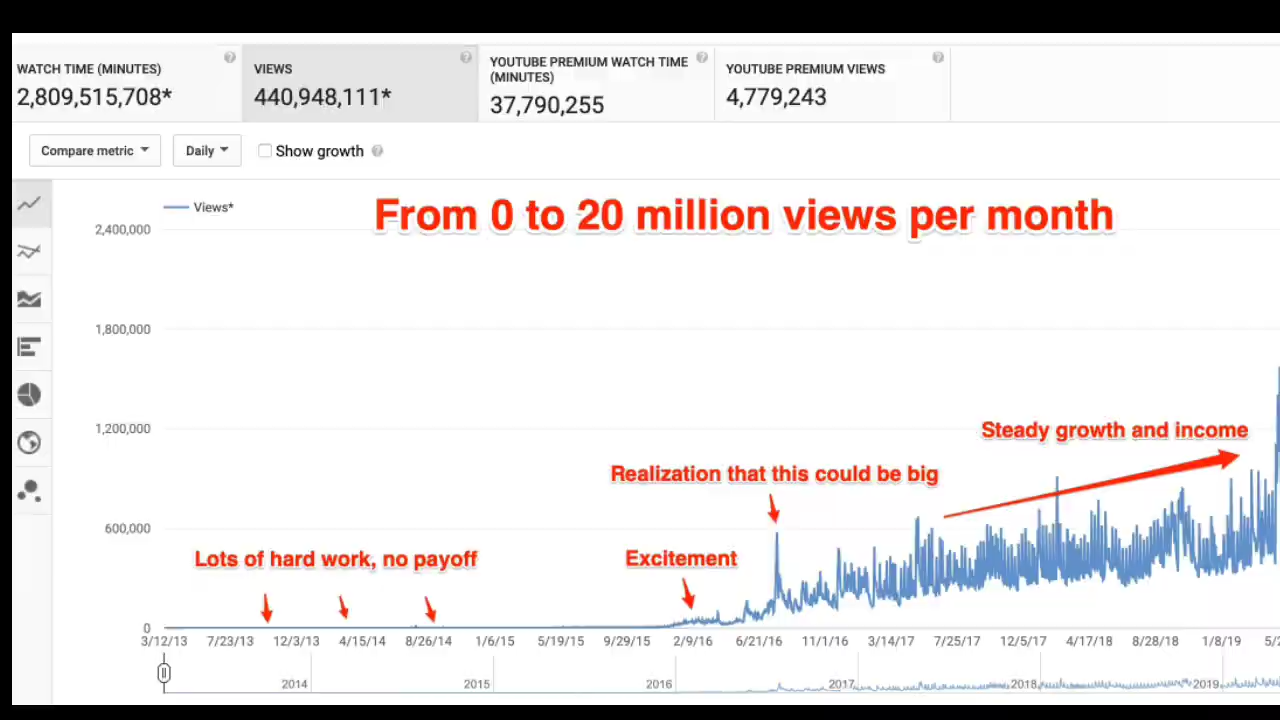 WATCH TIME (MINUTES)
2,809,515,708*
VIEWS
440,948,111*
YOUTUBE PREMIUM WATCH TIME
(MINUTES)
37,790,255
YOUTUBE PREMIUM VIEWS
4,779,243
Compare metric
Daily
Show growth
Views*
From 0 to 20 million views per month
2,400,000
1,800,000
1,200,000
600,000
0
Steady growth and income
Realization that this could be big
Lots of hard work, no payoff
Excitement
3/12/13 7/23/13 12/3/13 4/15/14 8/26/14 1/6/15 5/19/15 9/29/15 2/9/16 6/21/16 11/1/16 3/14/17 7/25/17 12/5/17 4/17/18 8/28/18 1/8/19 5/2
2014 2015 2016 2017 2018 2019